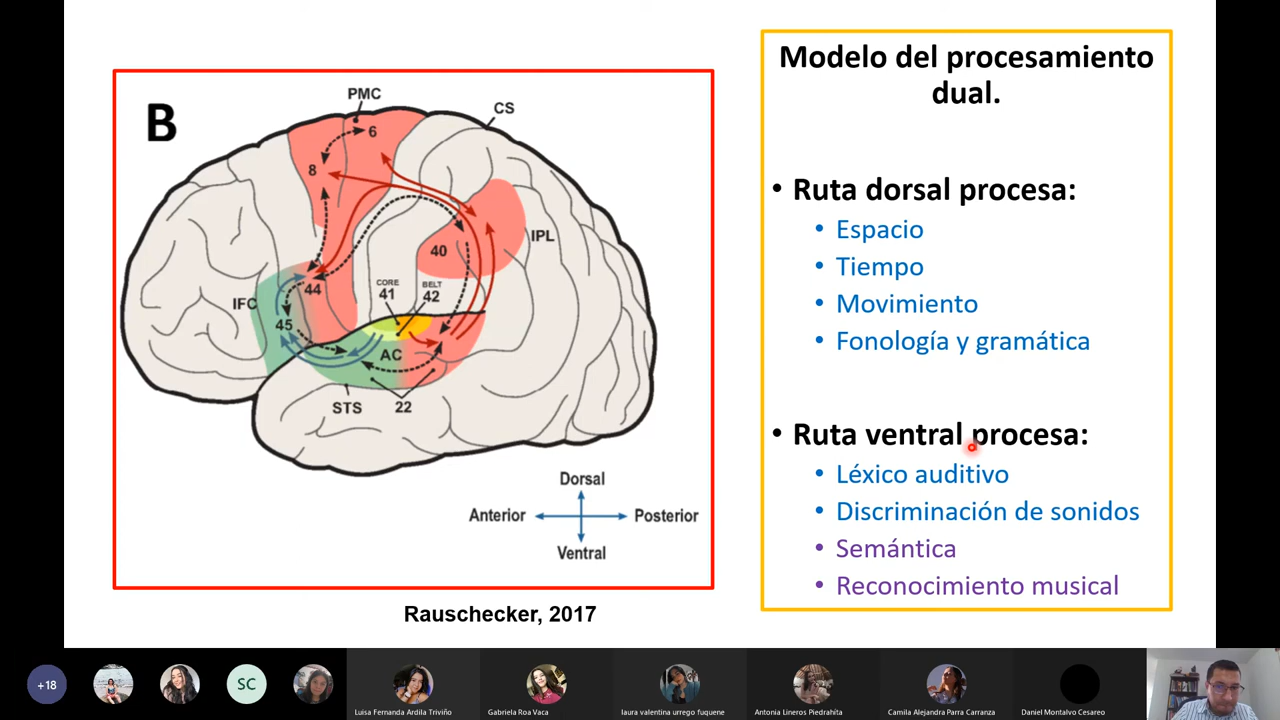 B
PMC
CS
6
8
IPL
40
CORE
41
BELT
42
IFC
44
45
AC
STS
22
Dorsal
Anterior
Posterior
Ventral
Rauschecker, 2017
Modelo del procesamiento
dual.
• Ruta dorsal procesa:
• Espacio
• Tiempo
• Movimiento
• Fonología y gramática
• Ruta ventral procesa:
• Léxico auditivo
• Discriminación de sonidos
• Semántica
• Reconocimiento musical
+18
SC
Luisa Fernanda Ardila Triviño
Gabriela Roa Vaca
laura valentina urrego fuquene
Antonia Lineros Piedrahíta
Camila Alejandra Parra Carranza
Daniel Montalvo Cesareo